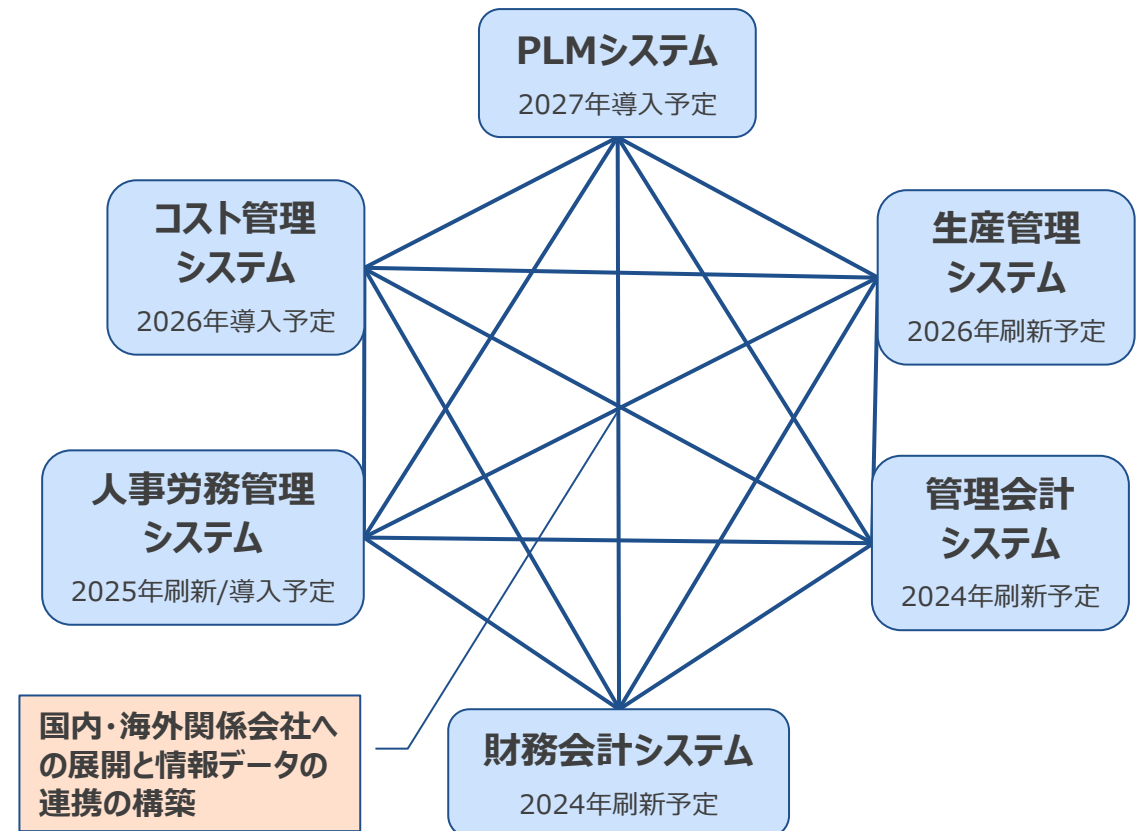 PLMシステム
2027年導入予定
コスト管理
システム
2026年導入予定
生産管理
システム
2026年刷新予定
人事労務管理
システム
2025年刷新/導入予定
管理会計
システム
2024年刷新予定
国内・海外関係会社へ
の展開と情報データの
連携の構築
財務会計システム
2024年刷新予定